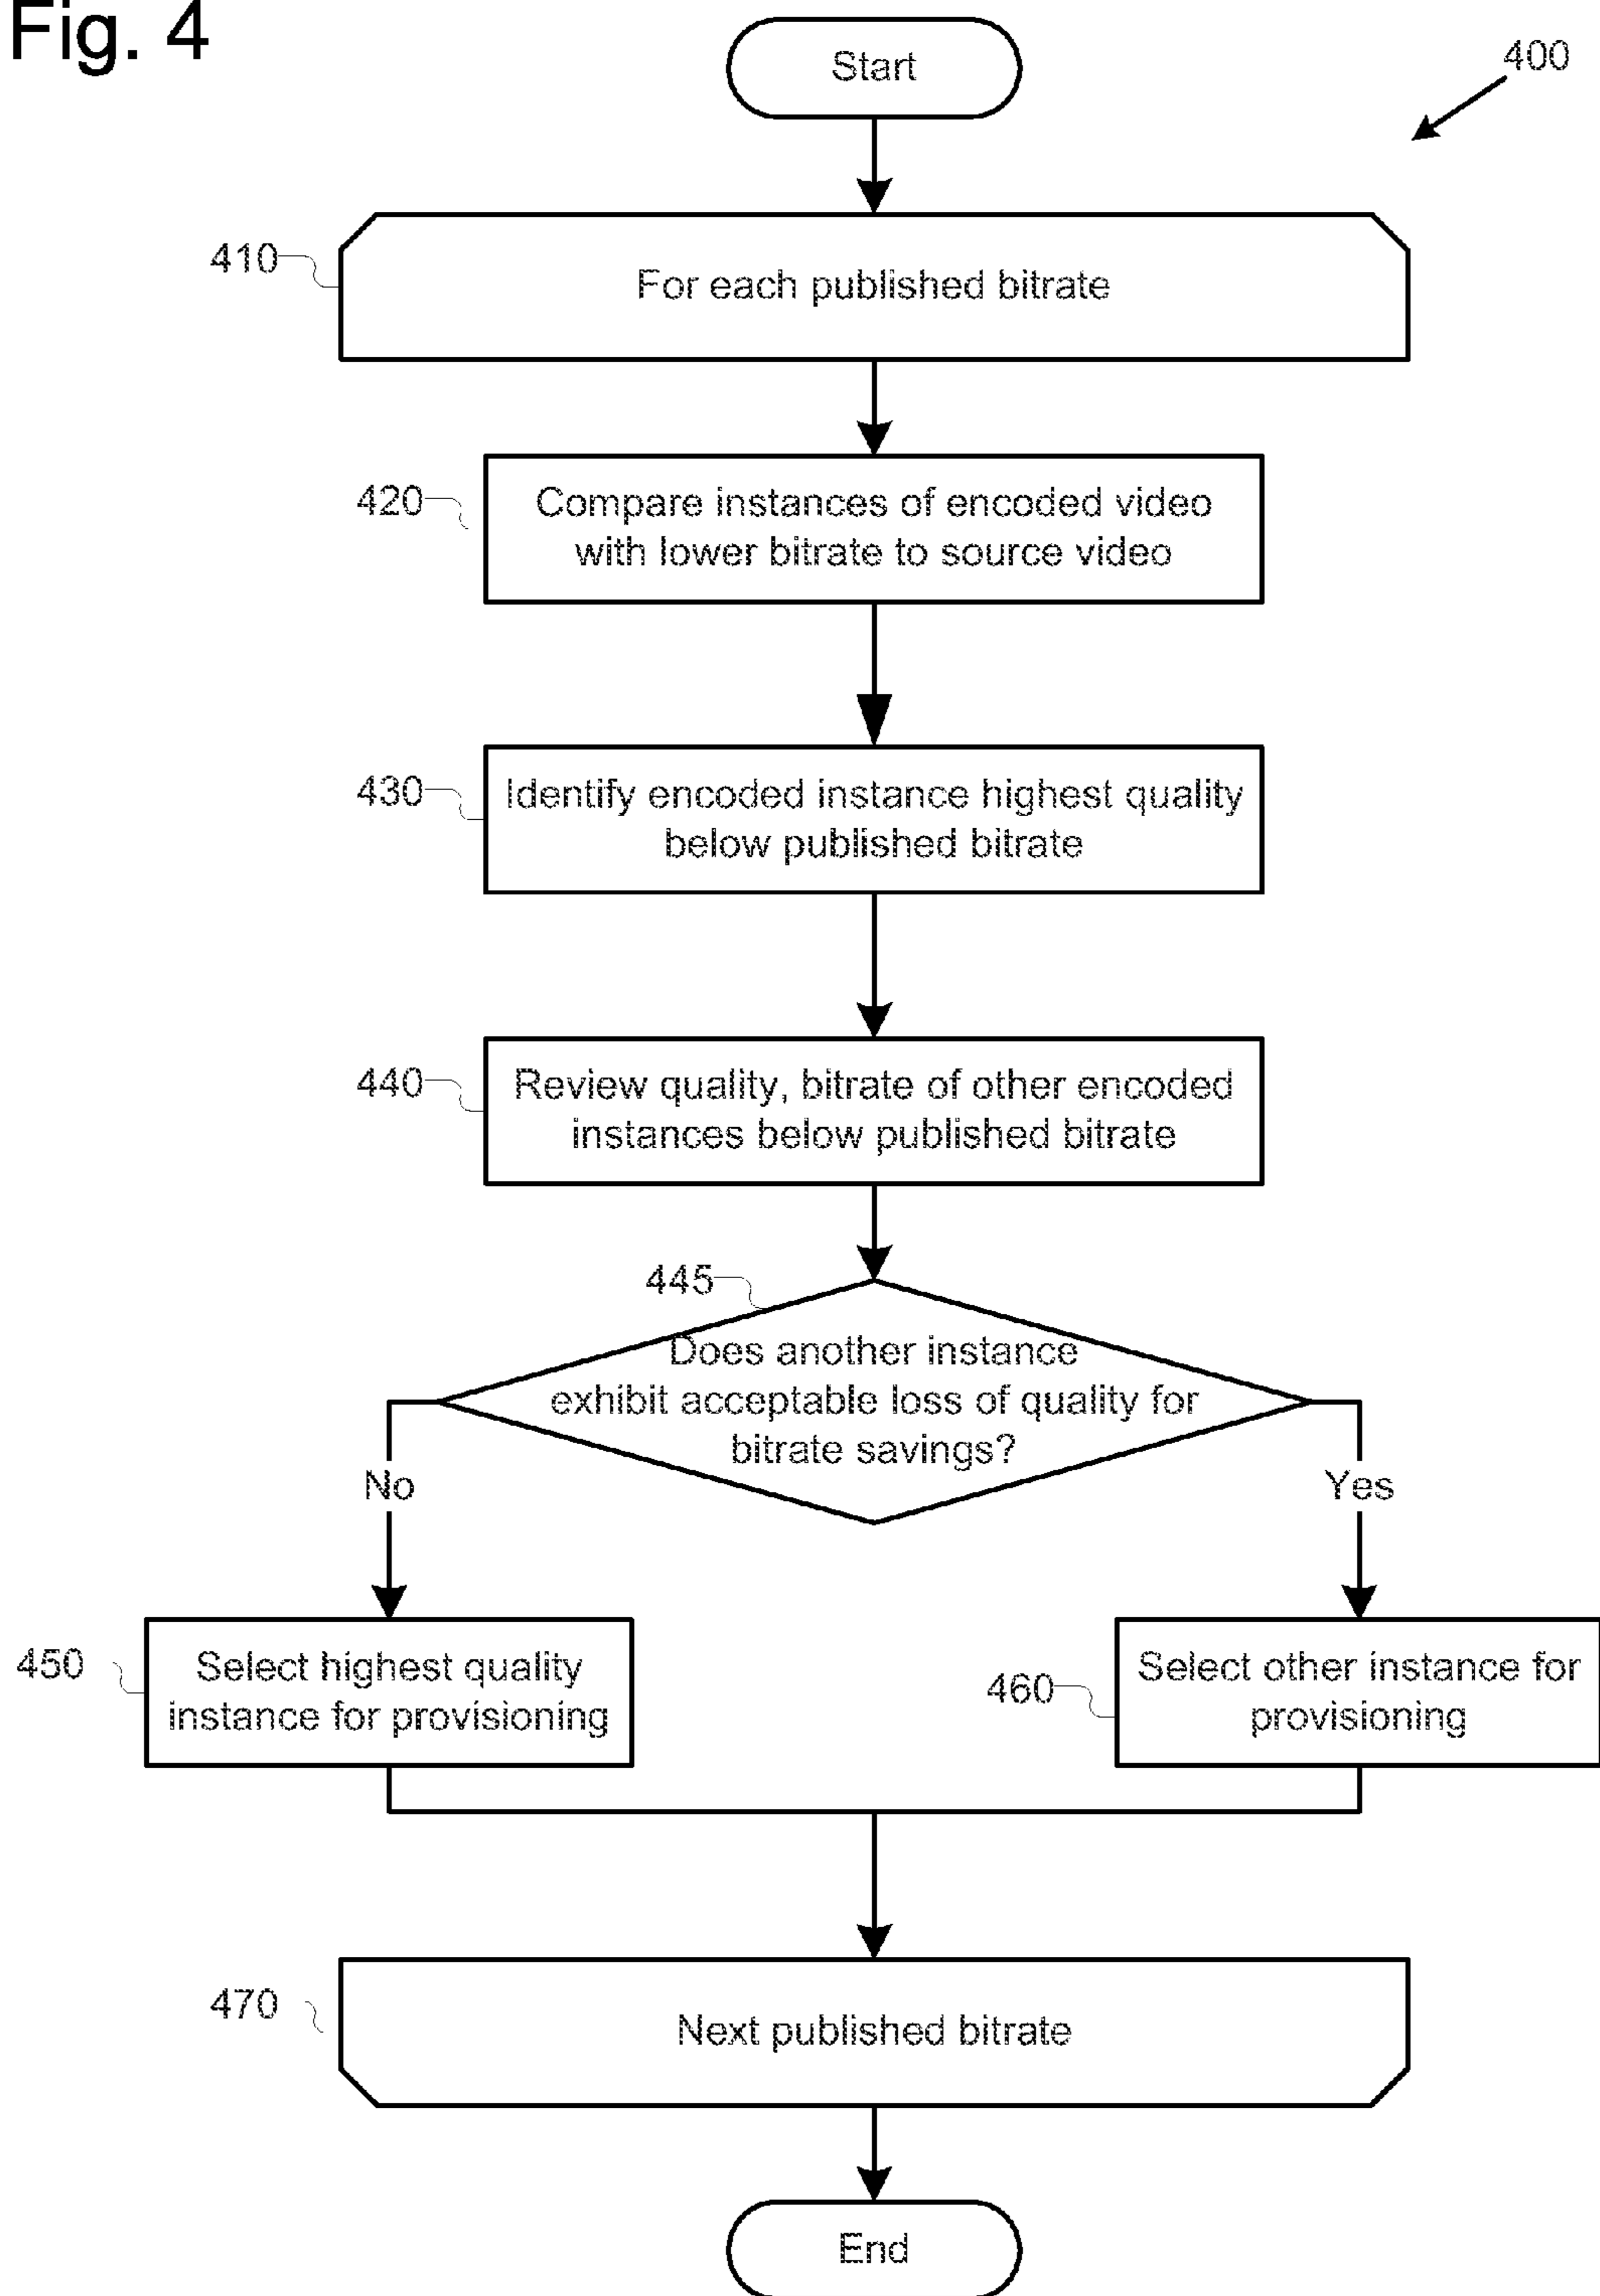 Fig. 4
Start
400
410
For each published bitrate
420
Compare instances of encoded video
with lower bitrate to source video
430
Identify encoded instance highest quality
below published bitrate
440
Review quality, bitrate of other encoded
instances below published bitrate
445
Does another instance
exhibit acceptable loss of quality for
bitrate savings?
No
Yes
450
Select highest quality
instance for provisioning
460
Select other instance for
provisioning
470
Next published bitrate
End